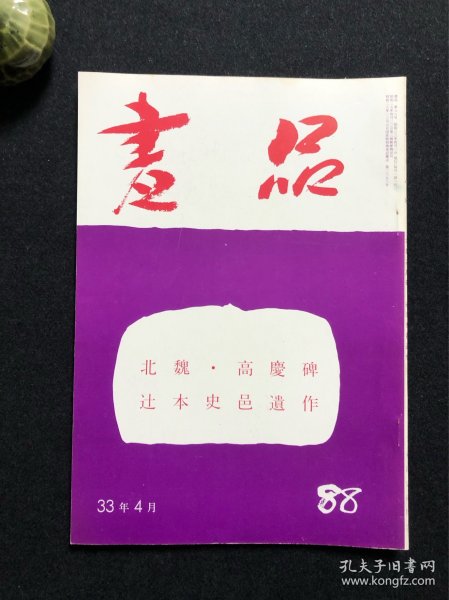 書品
北魏・高慶碑
辻本史邑遺作
33年4月
88
孔夫子旧书网
www.kongfz.com